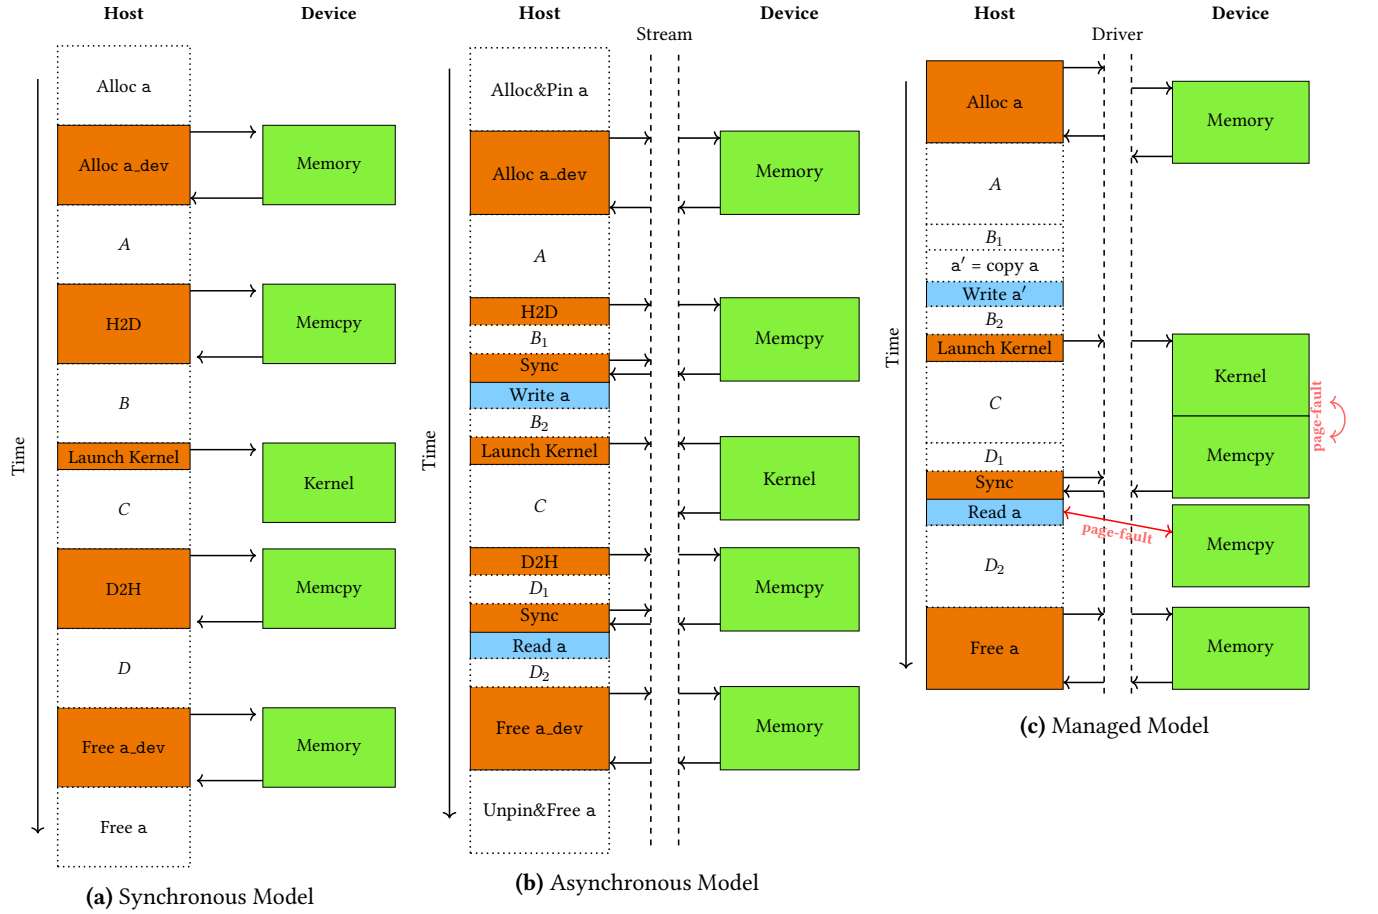 Host
Device
Time
Alloc a
Alloc a_dev
Memory
A
H2D
Memcpy
B
Launch Kernel
Kernel
C
D2H
Memcpy
D
Free a_dev
Memory
Free a
(a) Synchronous Model
Host
Device
Stream
Time
Alloc&Pin a
Alloc a_dev
Memory
A
H2D
Memcpy
B₁
Sync
Write a
B₂
Launch Kernel
Kernel
C
D2H
Memcpy
D₁
Sync
Read a
D₂
Free a_dev
Memory
Unpin&Free a
(b) Asynchronous Model
Host
Device
Driver
Time
Alloc a
Memory
A
B₁
a′ = copy a
Write a′
B₂
Launch Kernel
Kernel
C
page-fault
D₁
Memcpy
Sync
Read a
page-fault
Memcpy
D₂
Free a
Memory
(c) Managed Model